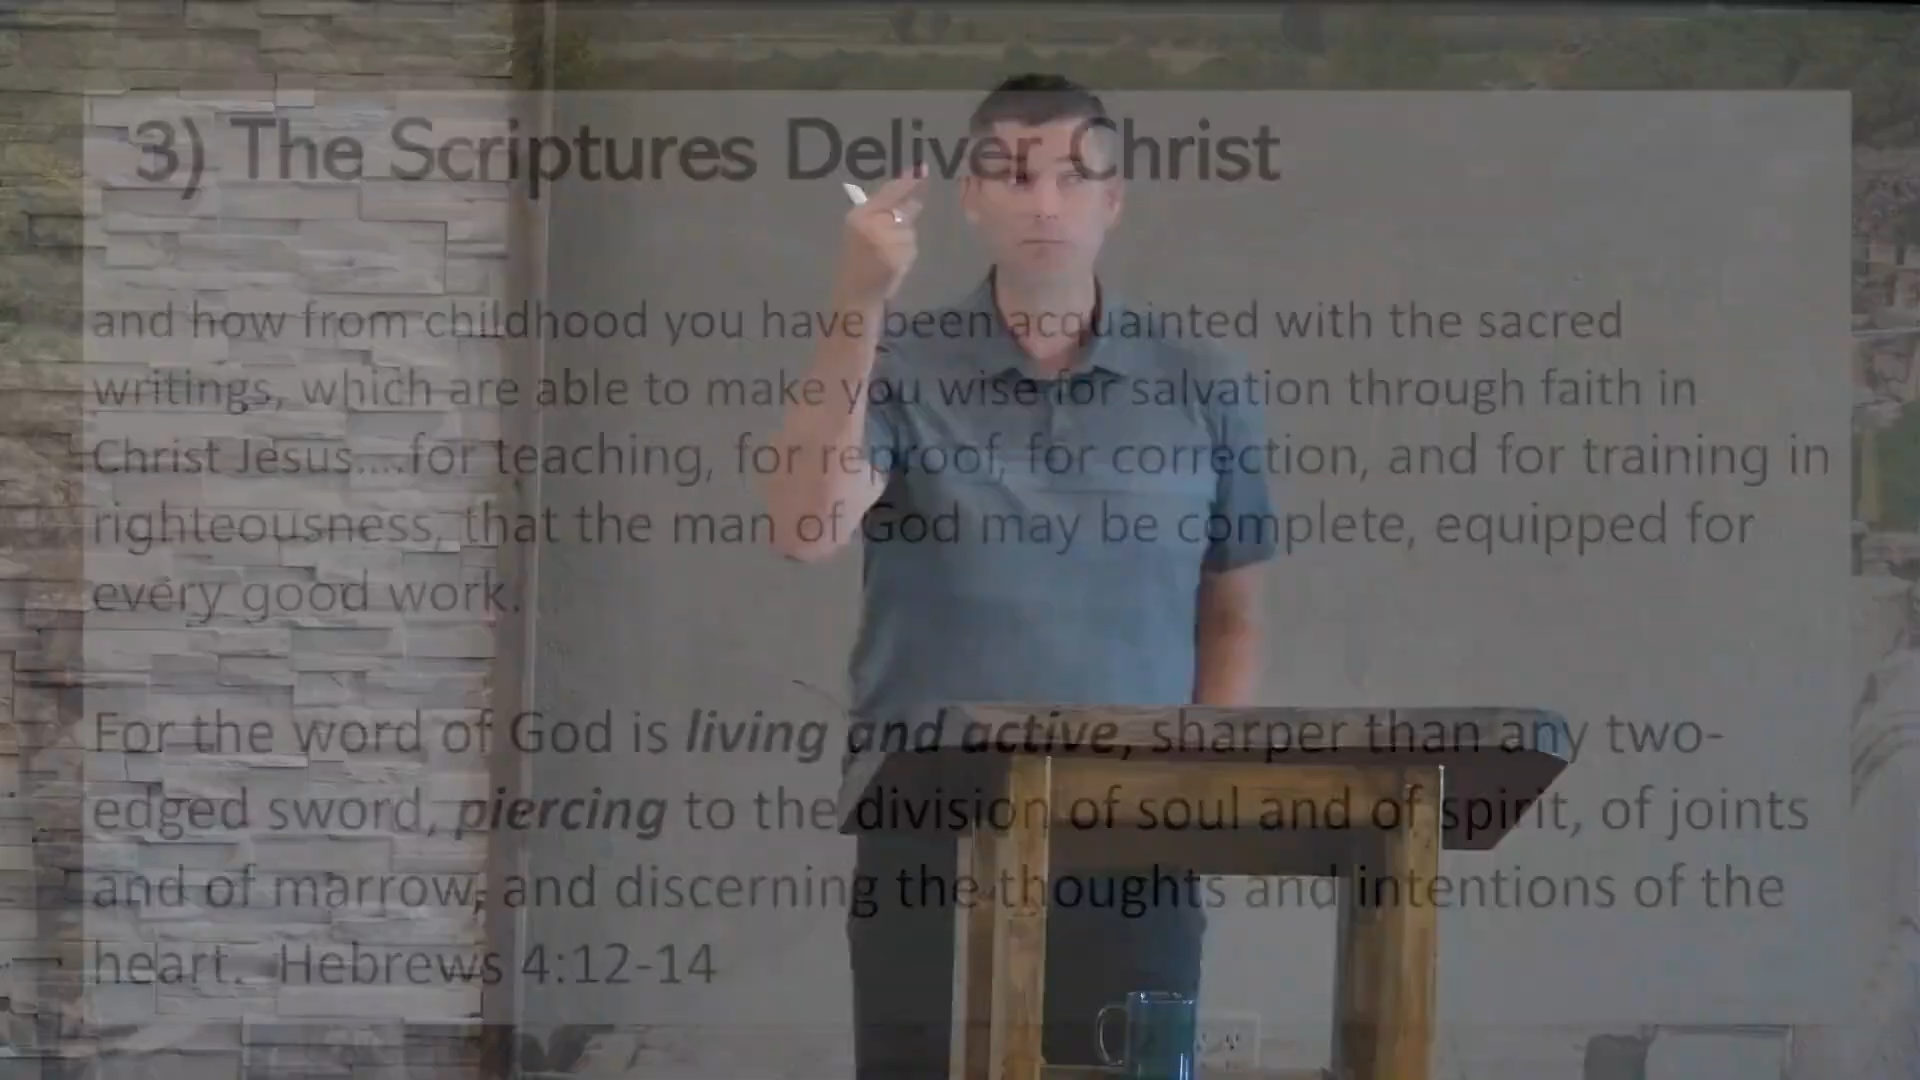 3) The Scriptures Deliver Christ
and how from childhood you have been acquainted with the sacred
writings, which are able to make you wise for salvation through faith in
Christ Jesus....for teaching, for reproof, for correction, and for training in
righteousness, that the man of God may be complete, equipped for
every good work.
For the word of God is living and active, sharper than any two-
edged sword, piercing to the division of soul and of spirit, of joints
and of marrow, and discerning the thoughts and intentions of the
heart. Hebrews 4:12-14